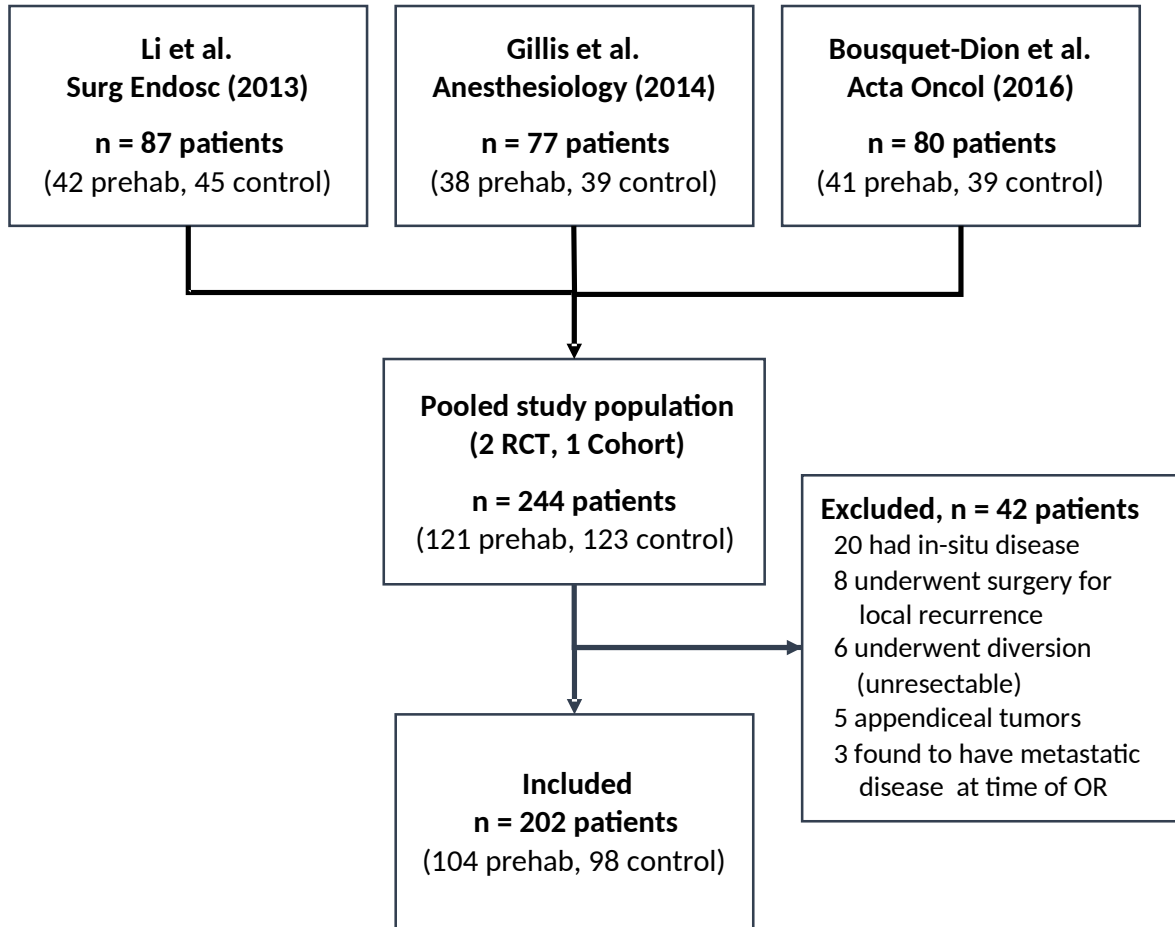 Li et al.
Surg Endosc (2013)
n = 87 patients
(42 prehab, 45 control)
Gillis et al.
Anesthesiology (2014)
n = 77 patients
(38 prehab, 39 control)
Bousquet-Dion et al.
Acta Oncol (2016)
n = 80 patients
(41 prehab, 39 control)
Pooled study population
(2 RCT, 1 Cohort)
n = 244 patients
(121 prehab, 123 control)
Excluded, n = 42 patients
20 had in-situ disease
8 underwent surgery for
local recurrence
6 underwent diversion
(unresectable)
5 appendiceal tumors
3 found to have metastatic
disease at time of OR
Included
n = 202 patients
(104 prehab, 98 control)